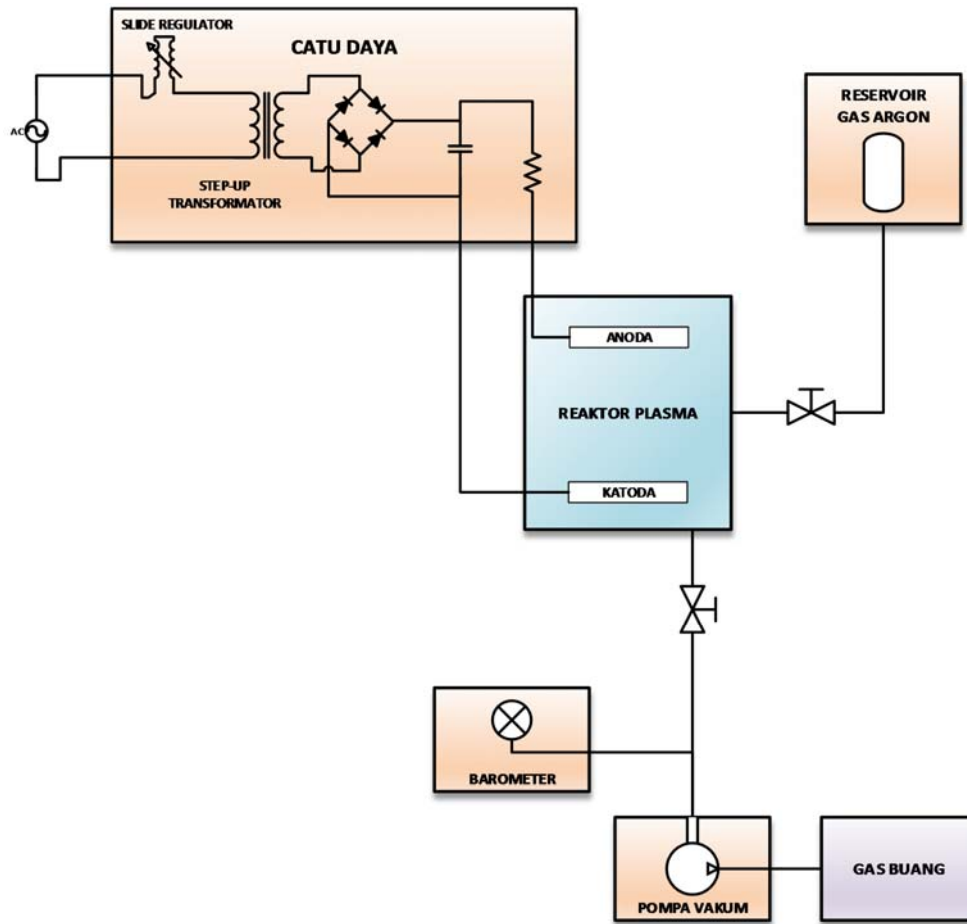 SLIDE REGULATOR
CATU DAYA
AC
STEP-UP
TRANSFORMATOR
RESERVOIR
GAS ARGON
ANODA
REAKTOR PLASMA
KATODA
BAROMETER
POMPA VAKUM
GAS BUANG